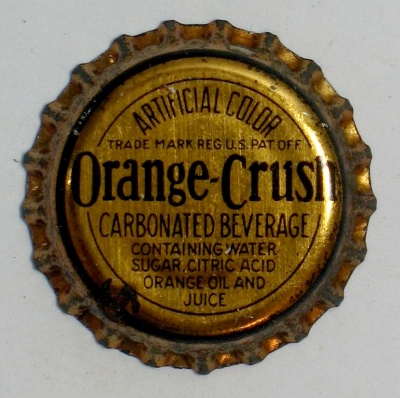 ARTIFICIAL COLOR
TRADE MARK REG U.S. PAT. OFF.
Orange-Crush
CARBONATED BEVERAGE
CONTAINING WATER
SUGAR, CITRIC ACID
ORANGE OIL AND
JUICE